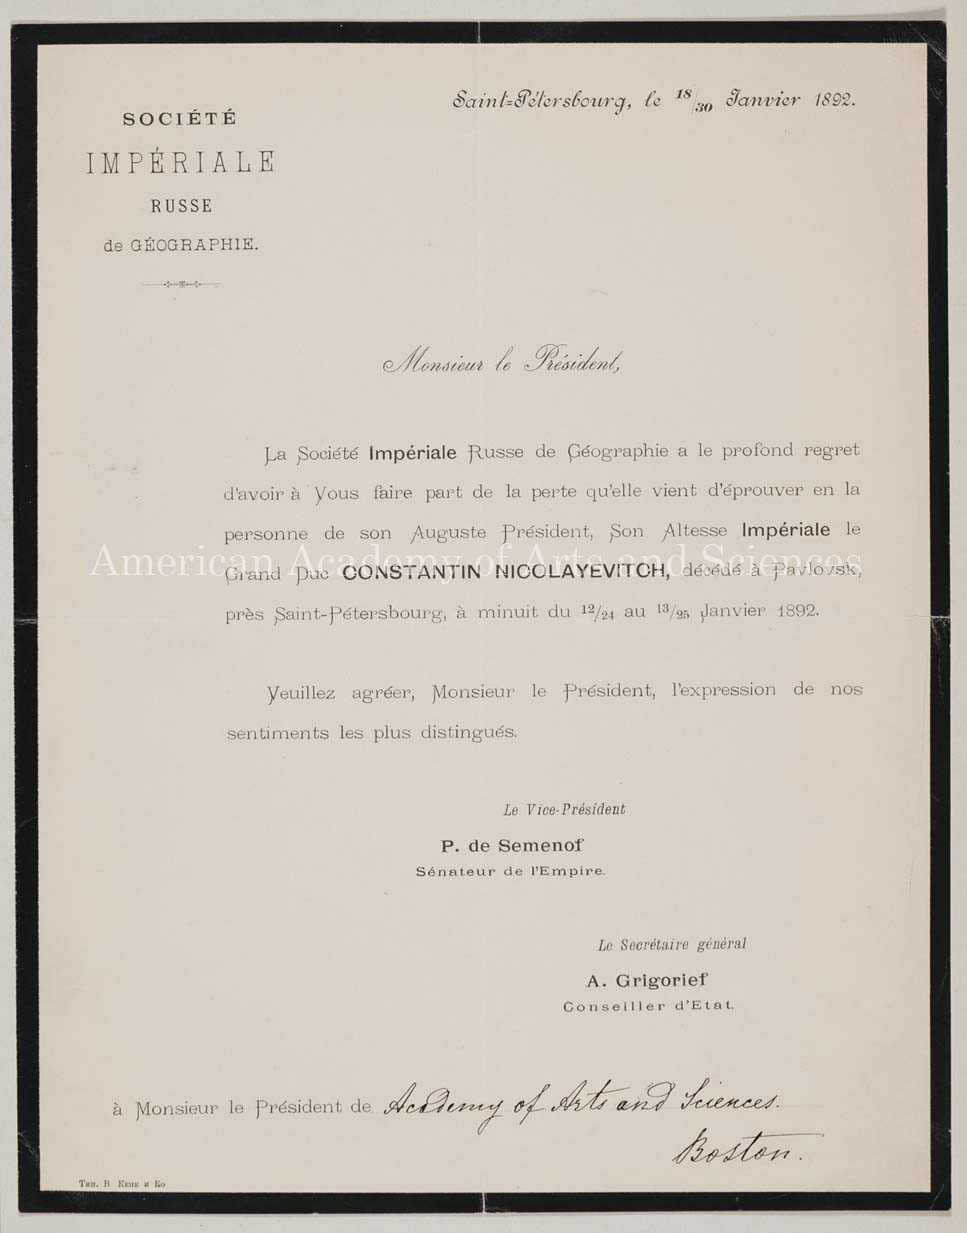 SOCIÉTÉ
IMPÉRIALE
RUSSE
de GÉOGRAPHIE.
Saint-Pétersbourg, le 18/30 Janvier 1892.
Monsieur le Président,
La Société Impériale Russe de Géographie a le profond regret
d'avoir à Vous faire part de la perte qu'elle vient d'éprouver en la
personne de son Auguste Président, Son Altesse Impériale le
American Academy of Arts and Sciences
Grand Duc CONSTANTIN NICOLAYEVITCH, décédé à Pavlovsk,
près Saint-Pétersbourg, à minuit du 12/24 au 13/25 Janvier 1892.
Veuillez agréer, Monsieur le Président, l'expression de nos
sentiments les plus distingués.
Le Vice-Président
P. de Semenof
Sénateur de l'Empire.
Le Secrétaire général
A. Grigorief
Conseiller d'Etat.
à Monsieur le Président de Academy of Arts and Sciences.
Boston.
Тип. В. Кене и Ко